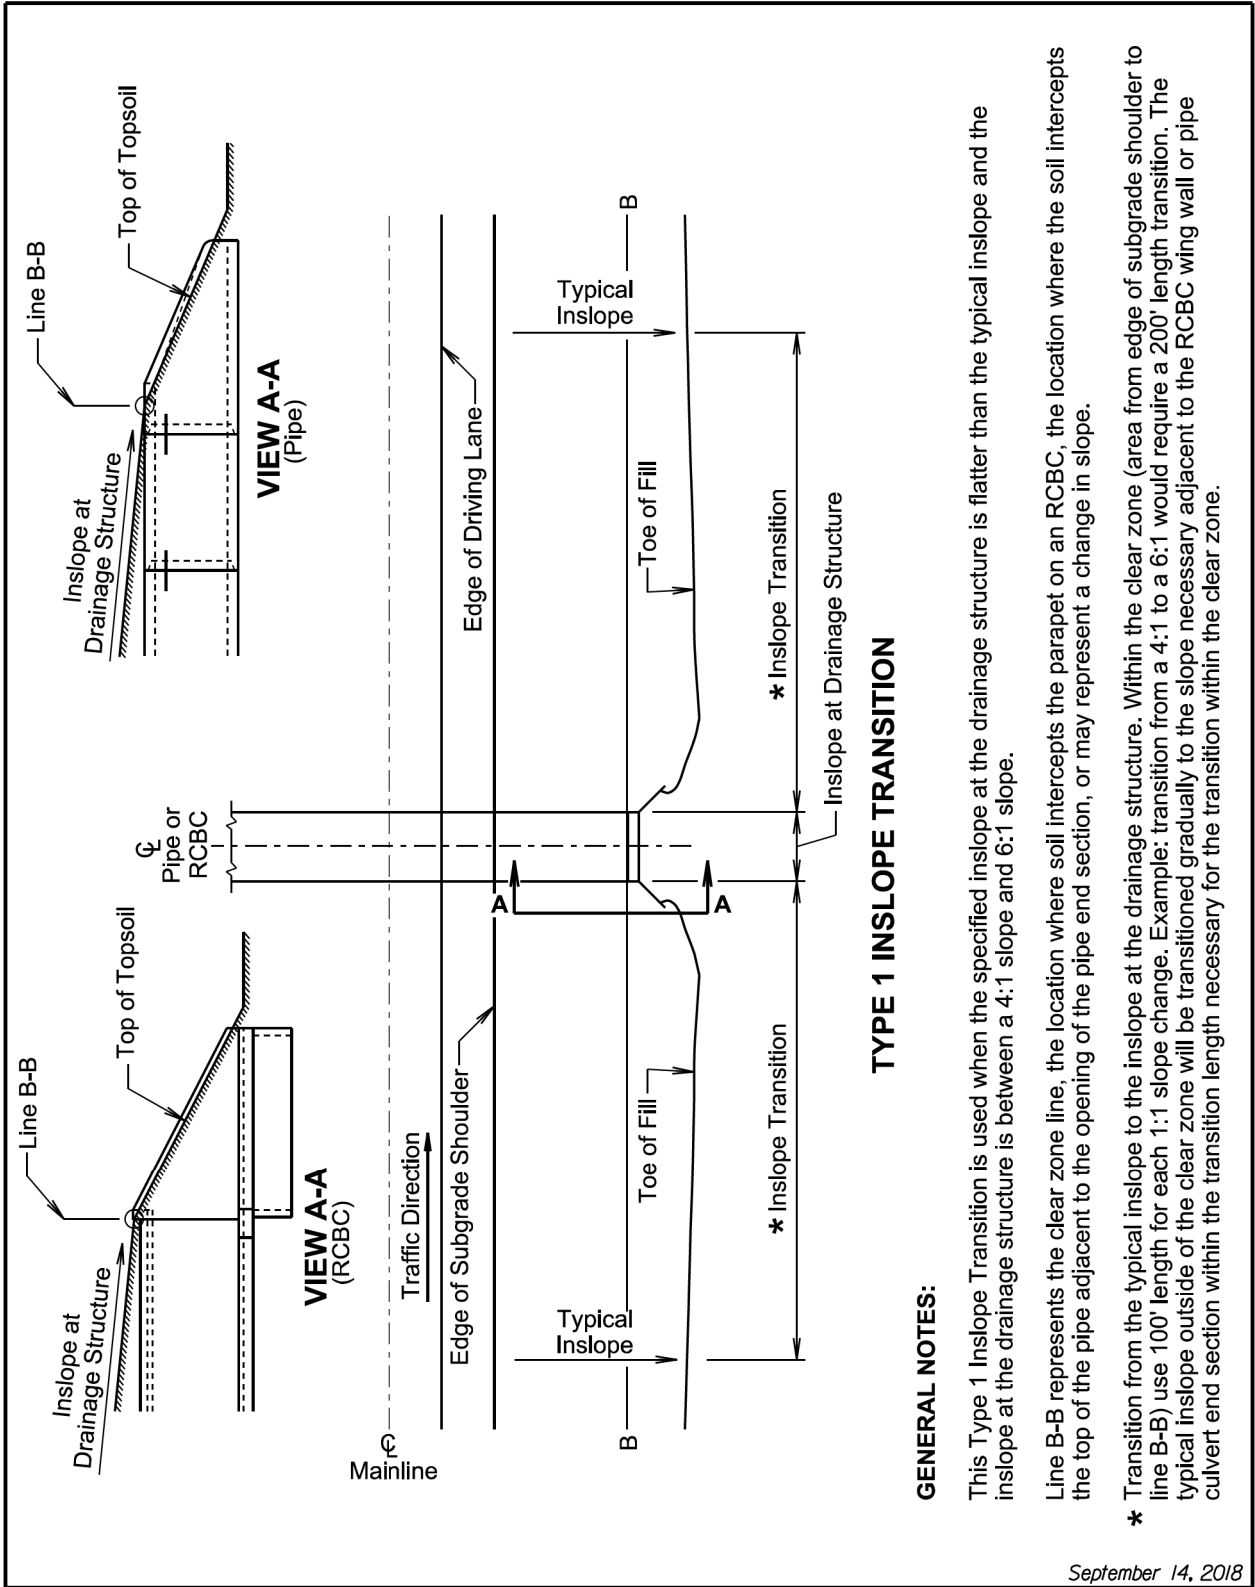 Line B-B
Inslope at
Drainage Structure
Top of Topsoil
VIEW A-A
(RCBC)
Line B-B
Inslope at
Drainage Structure
Top of Topsoil
VIEW A-A
(Pipe)
℄
Pipe or
RCBC
℄
Mainline
Traffic Direction
Edge of Subgrade Shoulder
Edge of Driving Lane
A
A
B
B
Typical
Inslope
Typical
Inslope
Toe of Fill
Toe of Fill
* Inslope Transition
* Inslope Transition
Inslope at Drainage Structure
TYPE 1 INSLOPE TRANSITION
GENERAL NOTES:
This Type 1 Inslope Transition is used when the specified inslope at the drainage structure is flatter than the typical inslope and the
inslope at the drainage structure is between a 4:1 slope and 6:1 slope.
Line B-B represents the clear zone line, the location where soil intercepts the parapet on an RCBC, the location where the soil intercepts
the top of the pipe adjacent to the opening of the pipe end section, or may represent a change in slope.
* Transition from the typical inslope to the inslope at the drainage structure. Within the clear zone (area from edge of subgrade shoulder to
line B-B) use 100' length for each 1:1 slope change. Example: transition from a 4:1 to a 6:1 would require a 200' length transition. The
typical inslope outside of the clear zone will be transitioned gradually to the slope necessary adjacent to the RCBC wing wall or pipe
culvert end section within the transition length necessary for the transition within the clear zone.
September 14, 2018